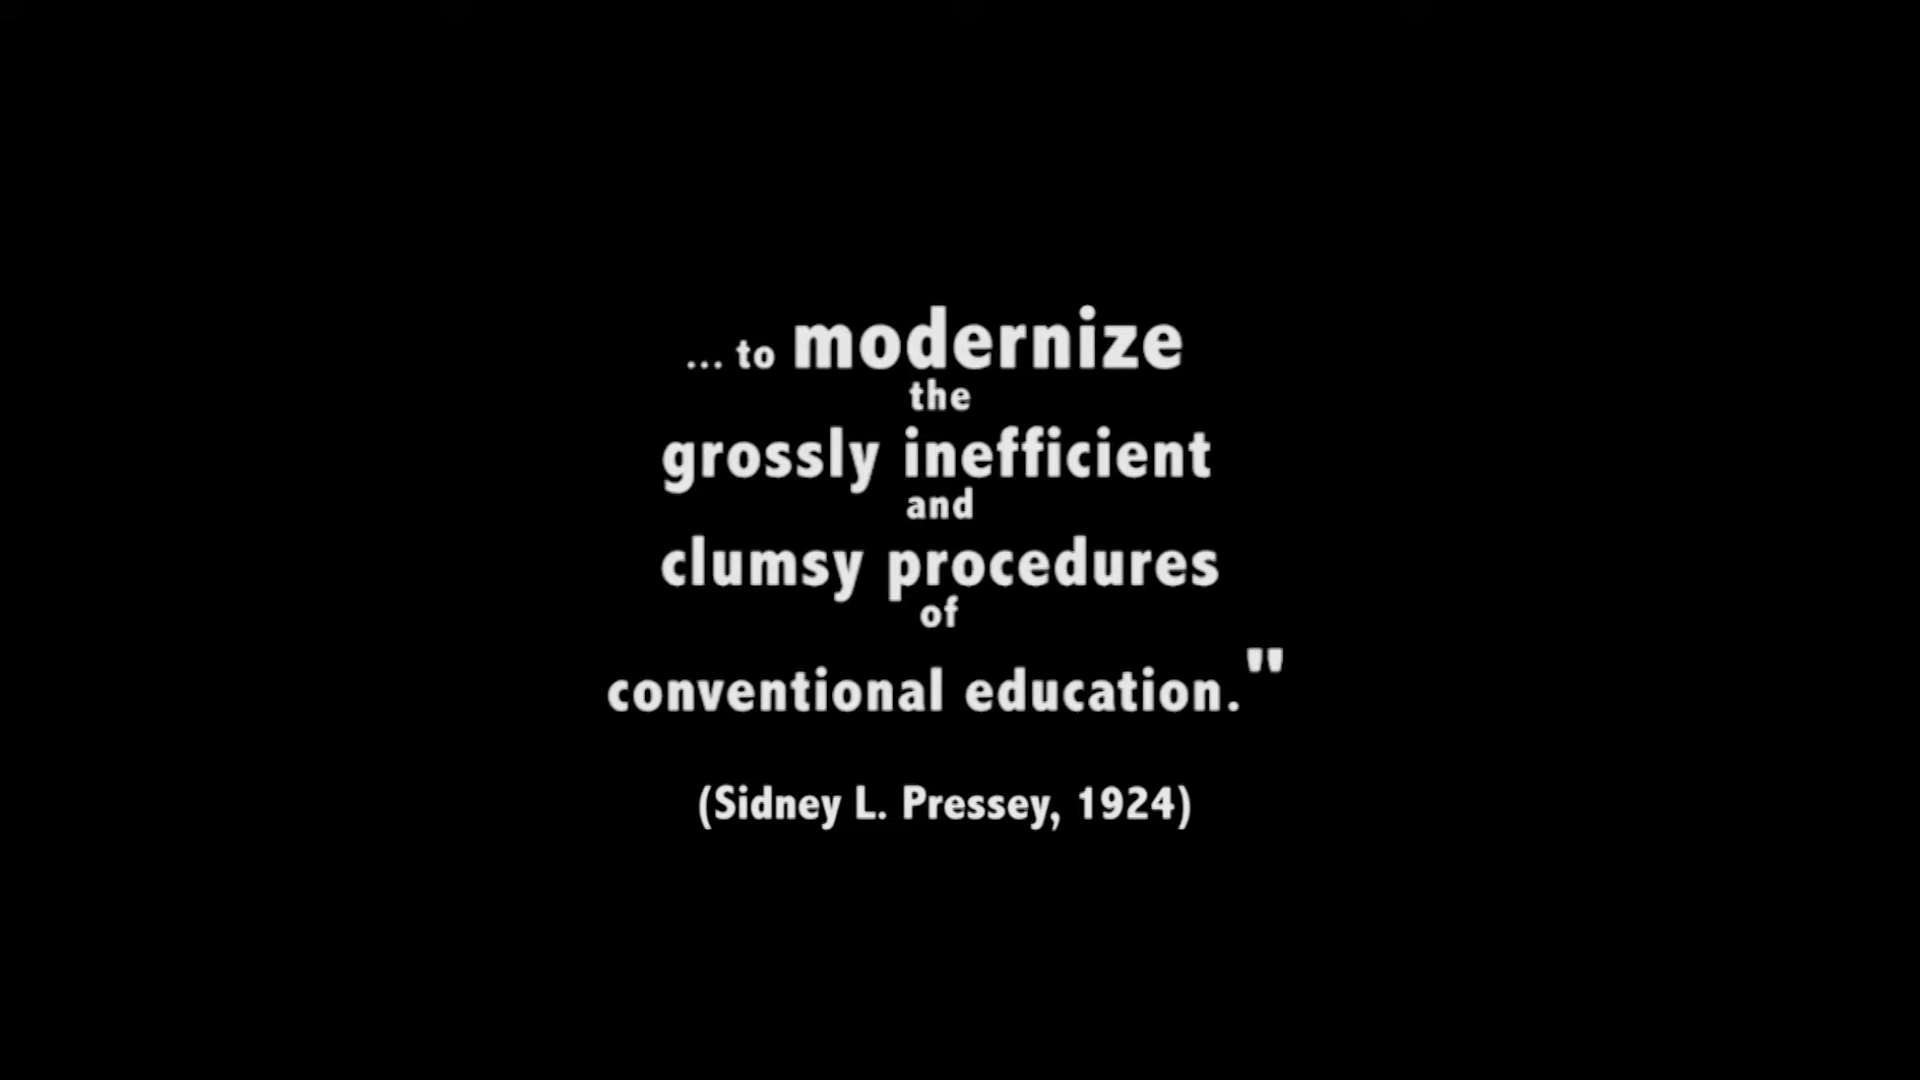 ... to modernize
the
grossly inefficient
and
clumsy procedures
of
conventional education."
(Sidney L. Pressey, 1924)